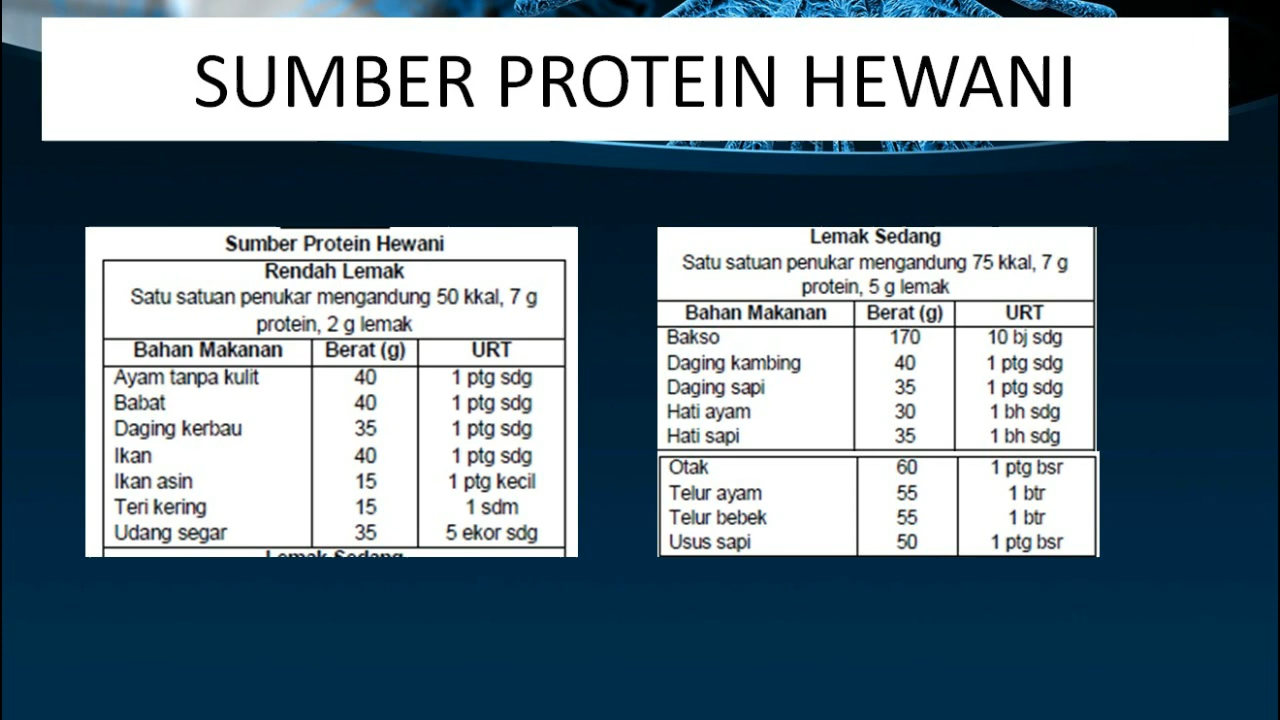 SUMBER PROTEIN HEWANI
Sumber Protein Hewani
Rendah Lemak
Satu satuan penukar mengandung 50 kkal, 7 g
protein, 2 g lemak
Bahan Makanan Berat (g) URT
Ayam tanpa kulit 40 1 ptg sdg
Babat 40 1 ptg sdg
Daging kerbau 35 1 ptg sdg
Ikan 40 1 ptg sdg
Ikan asin 15 1 ptg kecil
Teri kering 15 1 sdm
Udang segar 35 5 ekor sdg
Lemak Sedang
Lemak Sedang
Satu satuan penukar mengandung 75 kkal, 7 g
protein, 5 g lemak
Bahan Makanan Berat (g) URT
Bakso 170 10 bj sdg
Daging kambing 40 1 ptg sdg
Daging sapi 35 1 ptg sdg
Hati ayam 30 1 bh sdg
Hati sapi 35 1 bh sdg
Otak 60 1 ptg bsr
Telur ayam 55 1 btr
Telur bebek 55 1 btr
Usus sapi 50 1 ptg bsr